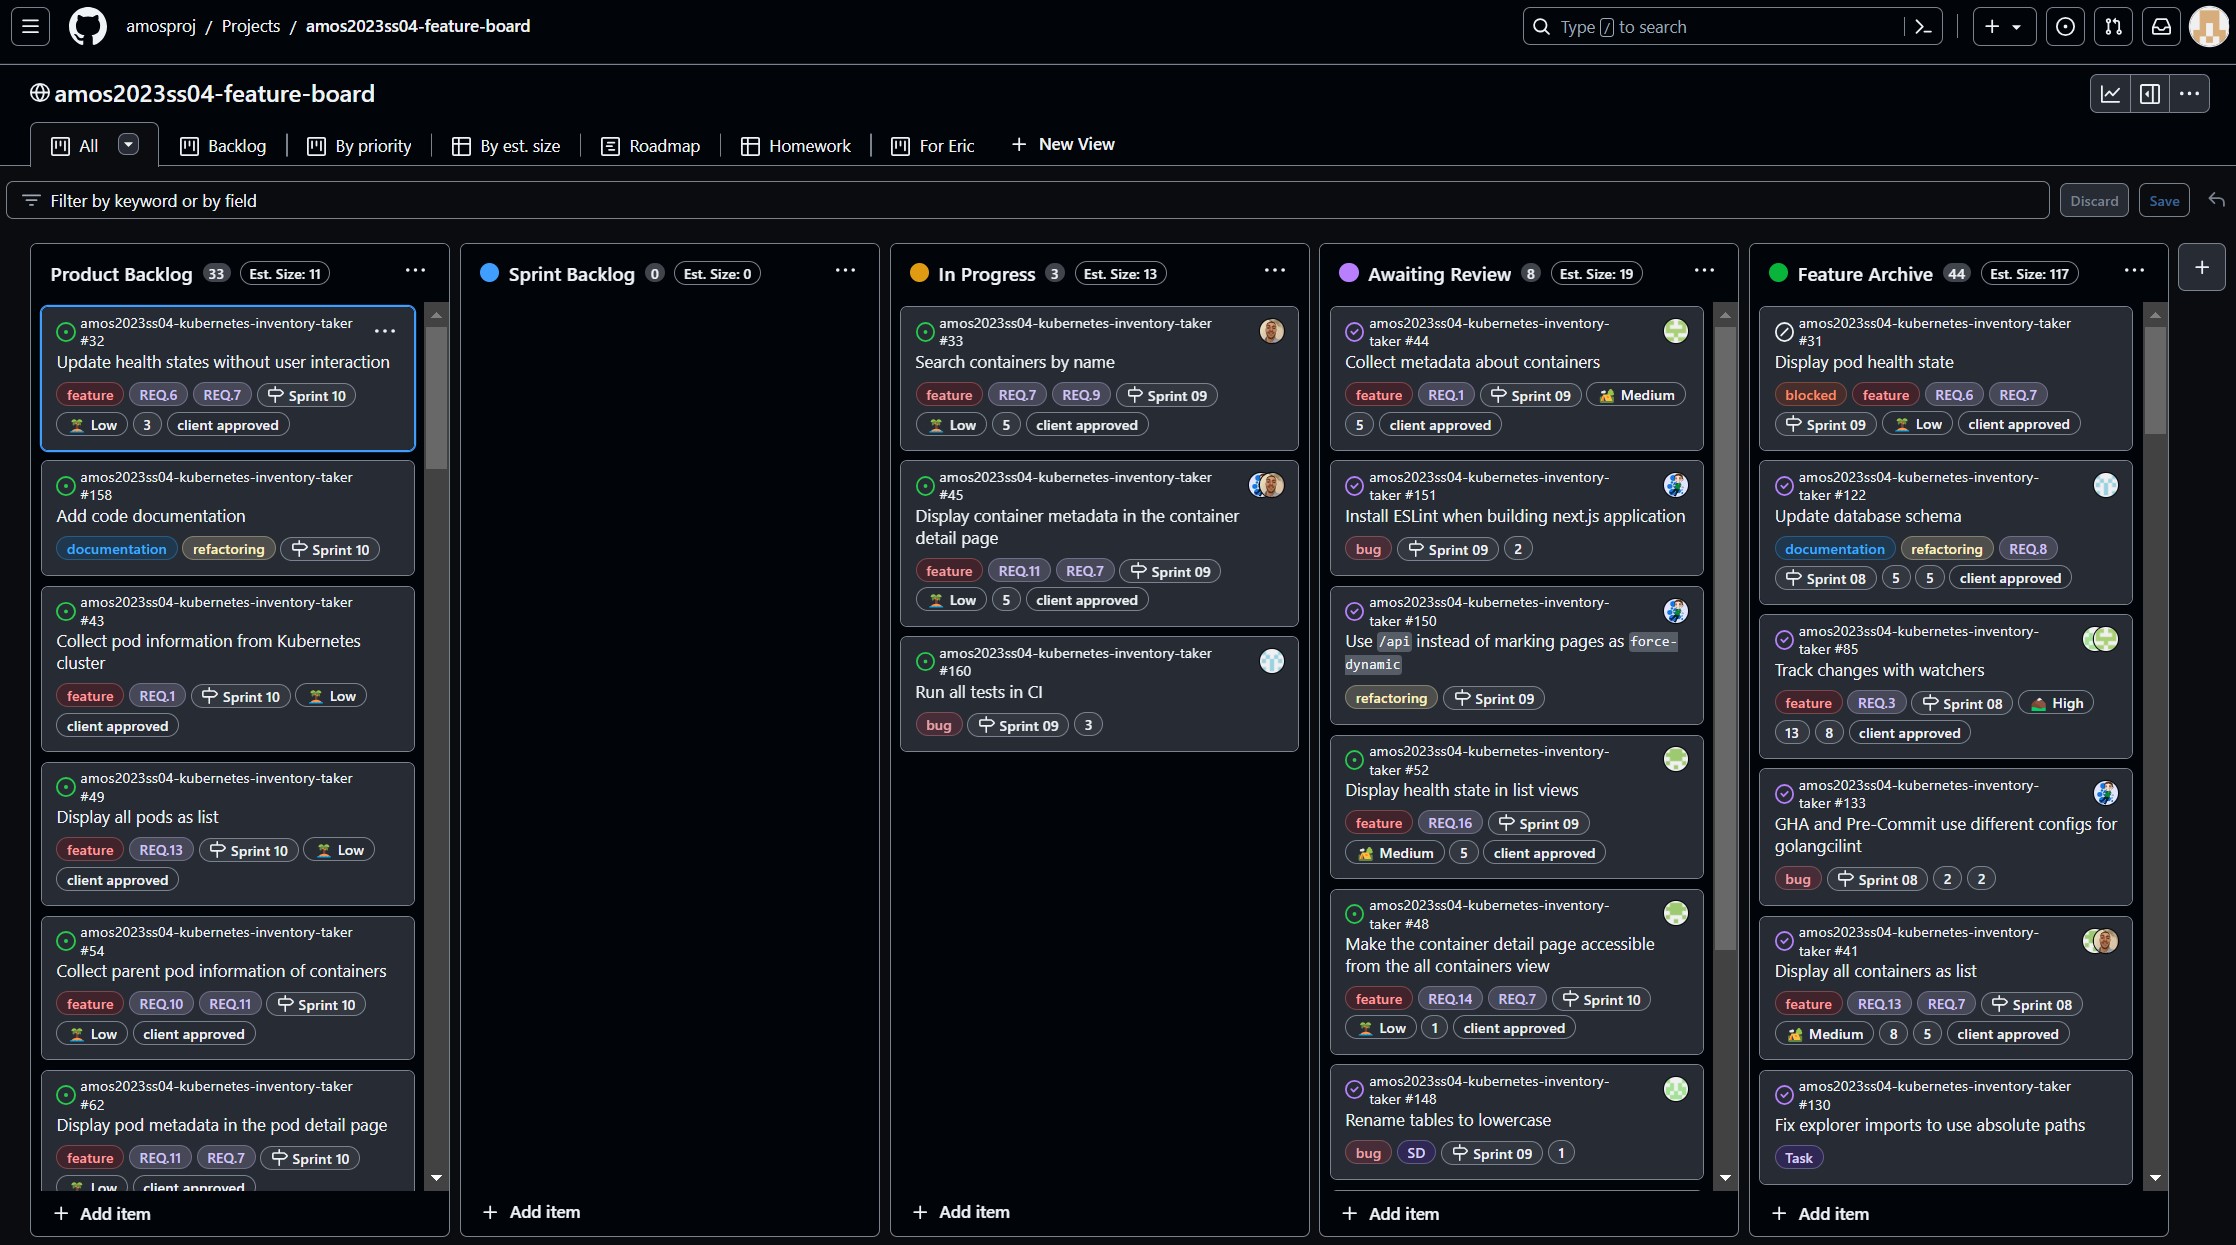 amosproj / Projects / amos2023ss04-feature-board
Type / to search
amos2023ss04-feature-board
All
Backlog
By priority
By est. size
Roadmap
Homework
For Eric
New View
Filter by keyword or by field
Discard
Save
Product Backlog 33 Est. Size: 11
amos2023ss04-kubernetes-inventory-taker
#32
Update health states without user interaction
feature REQ.6 REQ.7 Sprint 10
Low 3 client approved
amos2023ss04-kubernetes-inventory-taker
#158
Add code documentation
documentation refactoring Sprint 10
amos2023ss04-kubernetes-inventory-taker
#43
Collect pod information from Kubernetes
cluster
feature REQ.1 Sprint 10 Low
client approved
amos2023ss04-kubernetes-inventory-taker
#49
Display all pods as list
feature REQ.13 Sprint 10 Low
client approved
amos2023ss04-kubernetes-inventory-taker
#54
Collect parent pod information of containers
feature REQ.10 REQ.11 Sprint 10
Low client approved
amos2023ss04-kubernetes-inventory-taker
#62
Display pod metadata in the pod detail page
feature REQ.11 REQ.7 Sprint 10
Low client approved
Add item
Sprint Backlog 0 Est. Size: 0
Add item
In Progress 3 Est. Size: 13
amos2023ss04-kubernetes-inventory-taker
#33
Search containers by name
feature REQ.7 REQ.9 Sprint 09
Low 5 client approved
amos2023ss04-kubernetes-inventory-taker
#45
Display container metadata in the container
detail page
feature REQ.11 REQ.7 Sprint 09
Low 5 client approved
amos2023ss04-kubernetes-inventory-taker
#160
Run all tests in CI
bug Sprint 09 3
Add item
Awaiting Review 8 Est. Size: 19
amos2023ss04-kubernetes-inventory-
taker #44
Collect metadata about containers
feature REQ.1 Sprint 09 Medium
5 client approved
amos2023ss04-kubernetes-inventory-
taker #151
Install ESLint when building next.js application
bug Sprint 09 2
amos2023ss04-kubernetes-inventory-
taker #150
Use /api instead of marking pages as force-
dynamic
refactoring Sprint 09
amos2023ss04-kubernetes-inventory-
taker #52
Display health state in list views
feature REQ.16 Sprint 09
Medium 5 client approved
amos2023ss04-kubernetes-inventory-
taker #48
Make the container detail page accessible
from the all containers view
feature REQ.14 REQ.7 Sprint 10
Low 1 client approved
amos2023ss04-kubernetes-inventory-
taker #148
Rename tables to lowercase
bug SD Sprint 09 1
Add item
Feature Archive 44 Est. Size: 117
amos2023ss04-kubernetes-inventory-taker
#31
Display pod health state
blocked feature REQ.6 REQ.7
Sprint 09 Low client approved
amos2023ss04-kubernetes-inventory-
taker #122
Update database schema
documentation refactoring REQ.8
Sprint 08 5 5 client approved
amos2023ss04-kubernetes-inventory-
taker #85
Track changes with watchers
feature REQ.3 Sprint 08 High
13 8 client approved
amos2023ss04-kubernetes-inventory-
taker #133
GHA and Pre-Commit use different configs for
golangcilint
bug Sprint 08 2 2
amos2023ss04-kubernetes-inventory-
taker #41
Display all containers as list
feature REQ.13 REQ.7 Sprint 08
Medium 8 5 client approved
amos2023ss04-kubernetes-inventory-taker
#130
Fix explorer imports to use absolute paths
Task
Add item